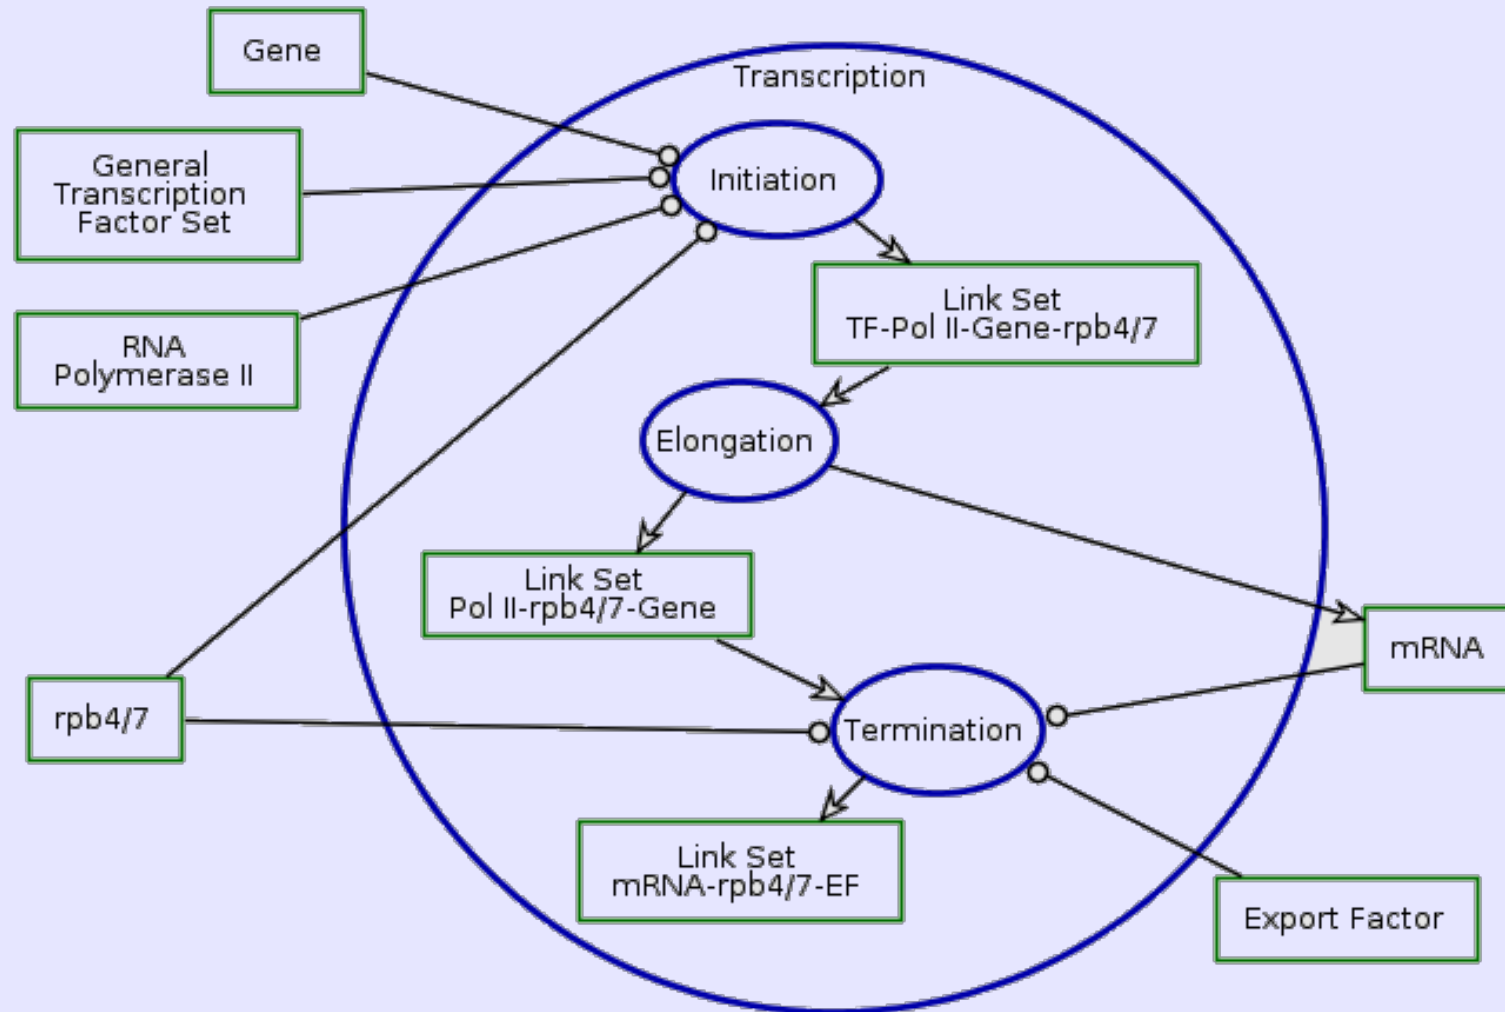 Gene
Transcription
General
Transcription
Factor Set
Initiation
RNA
Polymerase II
Link Set
TF-Pol II-Gene-rpb4/7
Elongation
Link Set
Pol II-rpb4/7-Gene
mRNA
rpb4/7
Termination
Link Set
mRNA-rpb4/7-EF
Export Factor